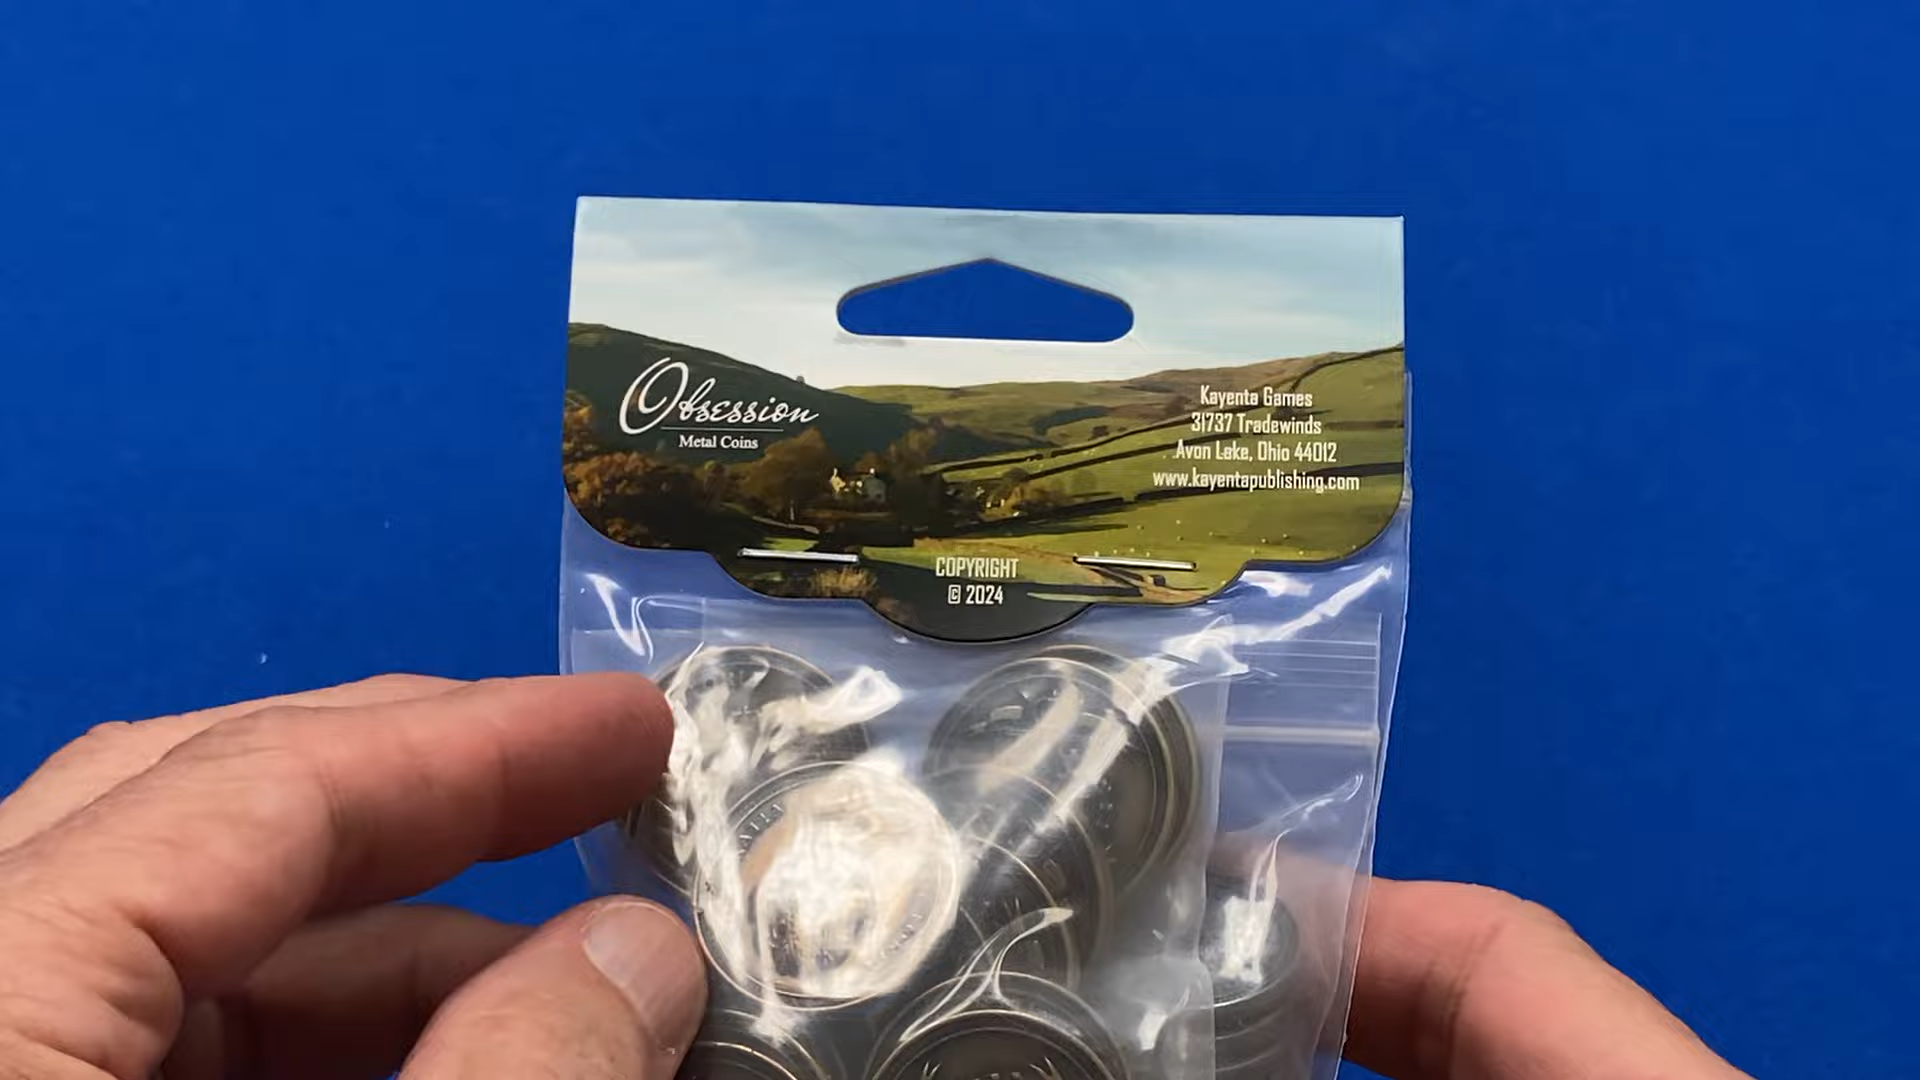 Obsession
Metal Coins
Kayenta Games
31737 Tradewinds
Avon Lake, Ohio 44012
www.kayentapublishing.com
COPYRIGHT
© 2024